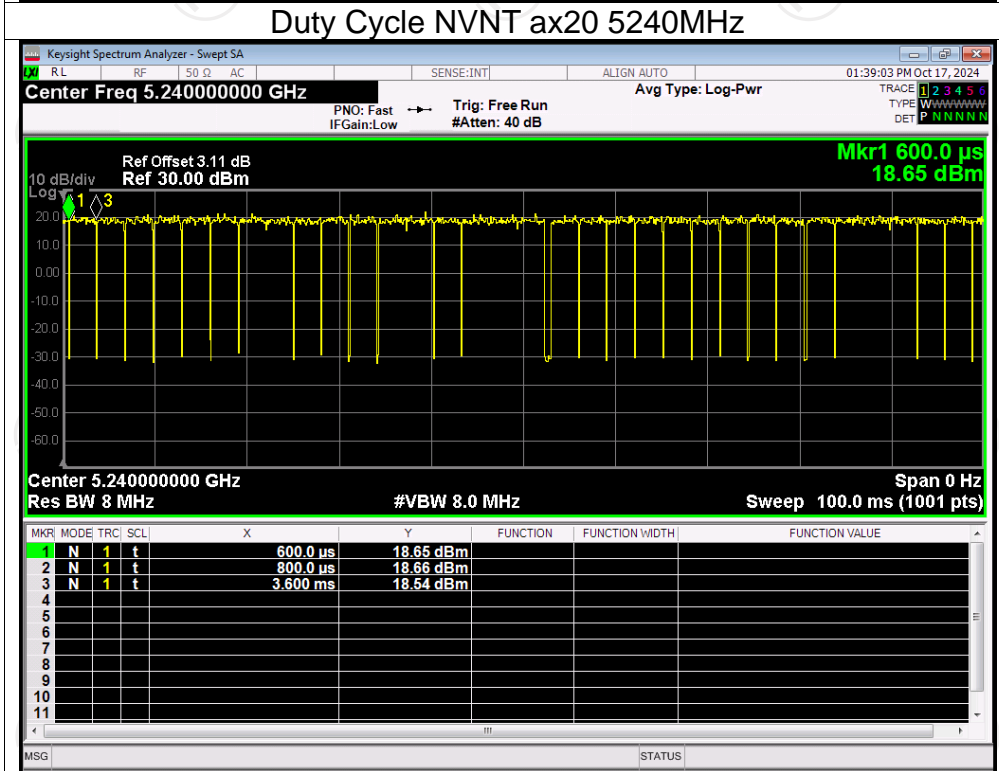 Duty Cycle NVNT ax20 5240MHz
Keysight Spectrum Analyzer - Swept SA
LXI RL RF 50 Ω AC SENSE:INT ALIGN AUTO 01:39:03 PM Oct 17, 2024
Center Freq 5.240000000 GHz Avg Type: Log-Pwr TRACE 1 2 3 4 5 6
PNO: Fast Trig: Free Run TYPE WWWWWW
IFGain:Low #Atten: 40 dB DET P N N N N N
Mkr1 600.0 µs
18.65 dBm
Ref Offset 3.11 dB
10 dB/div Ref 30.00 dBm
Log
1 3
20.0
10.0
0.00
-10.0
-20.0
-30.0
-40.0
-50.0
-60.0
Center 5.240000000 GHz Span 0 Hz
Res BW 8 MHz #VBW 8.0 MHz Sweep 100.0 ms (1001 pts)
MKR MODE TRC SCL X Y FUNCTION FUNCTION WIDTH FUNCTION VALUE
1 N 1 t 600.0 µs 18.65 dBm
2 N 1 t 800.0 µs 18.66 dBm
3 N 1 t 3.600 ms 18.54 dBm
4
5
6
7
8
9
10
11
MSG STATUS